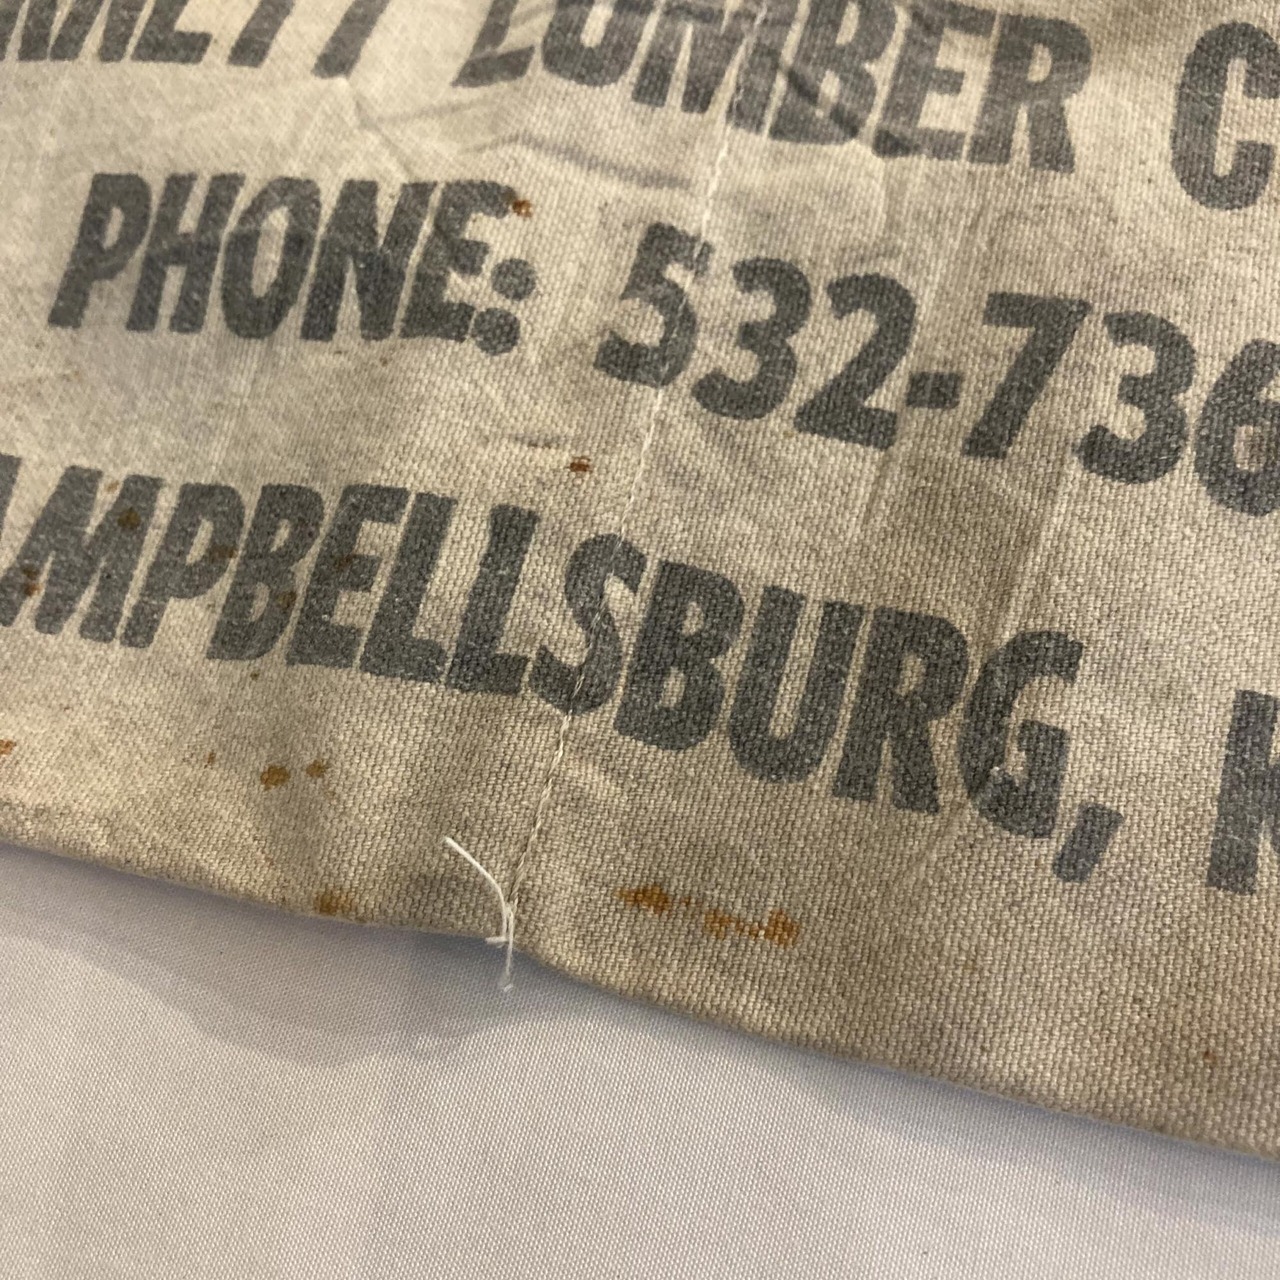 LUMBER C
PHONE: 532-736
AMPBELLSBURG, K